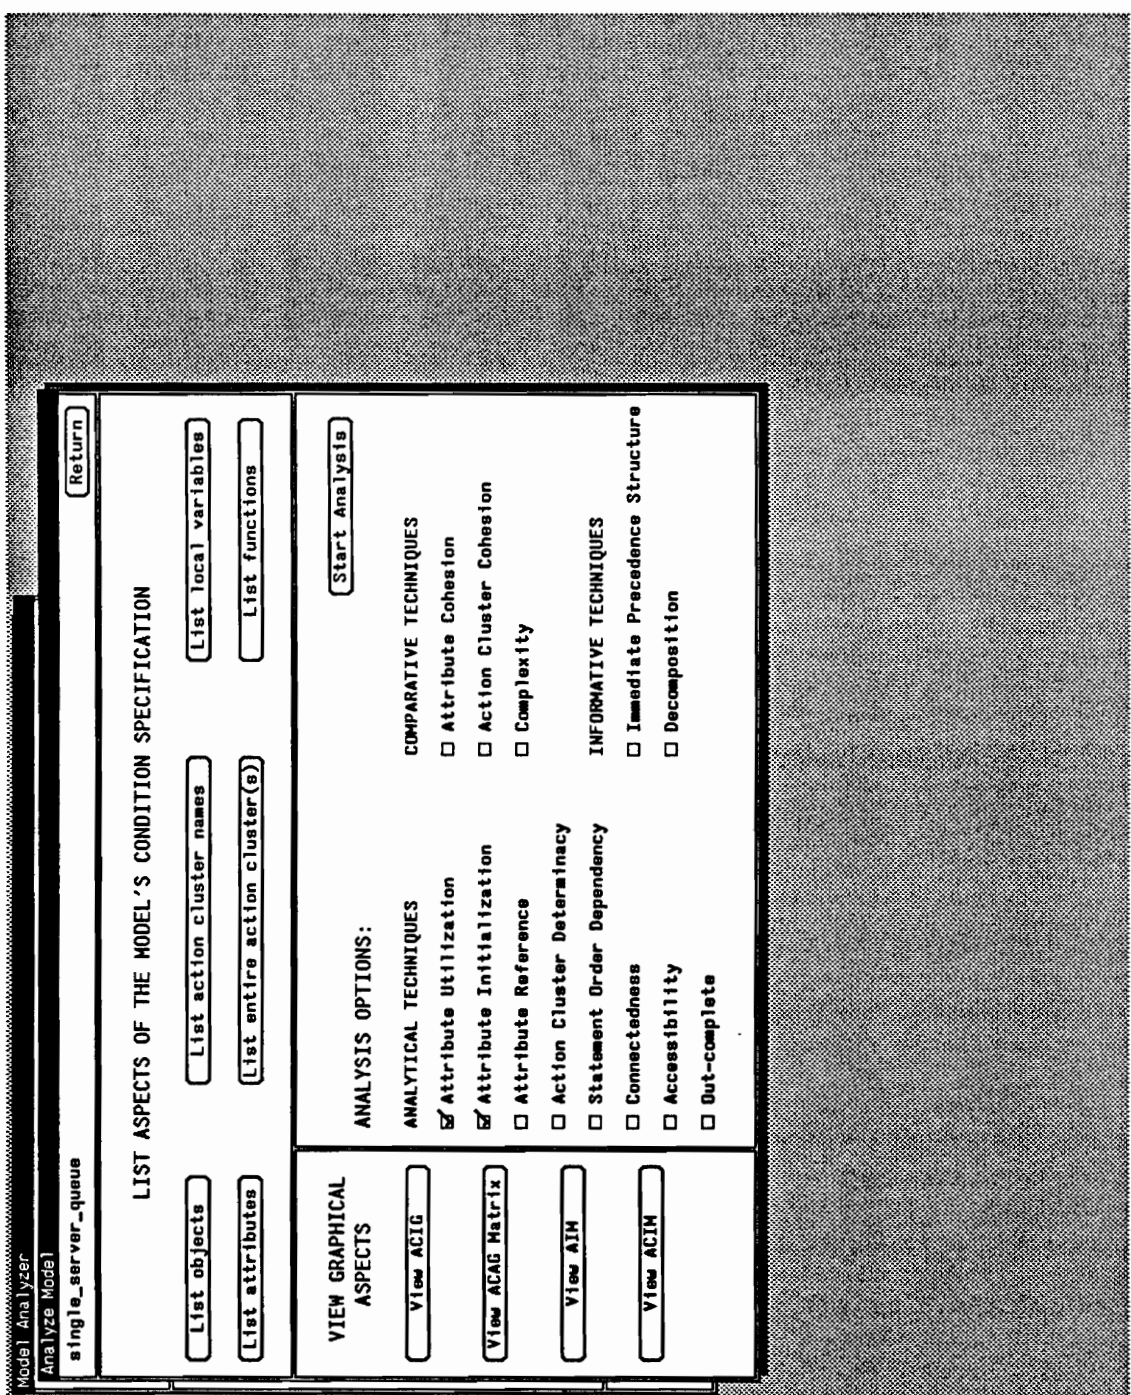 Model Analyzer
Analyze Model
single_server_queue
Return
LIST ASPECTS OF THE MODEL'S CONDITION SPECIFICATION
List objects
List action cluster names
List local variables
List attributes
List entire action cluster(s)
List functions
VIEW GRAPHICAL
ASPECTS
View ACIG
View ACAG Matrix
View AIM
View ACIM
ANALYSIS OPTIONS:
Start Analysis
ANALYTICAL TECHNIQUES
Attribute Utilization
Attribute Initialization
Attribute Reference
Action Cluster Determinacy
Statement Order Dependency
Connectedness
Accessibility
Out-complete
COMPARATIVE TECHNIQUES
Attribute Cohesion
Action Cluster Cohesion
Complexity
INFORMATIVE TECHNIQUES
Immediate Precedence Structure
Decomposition